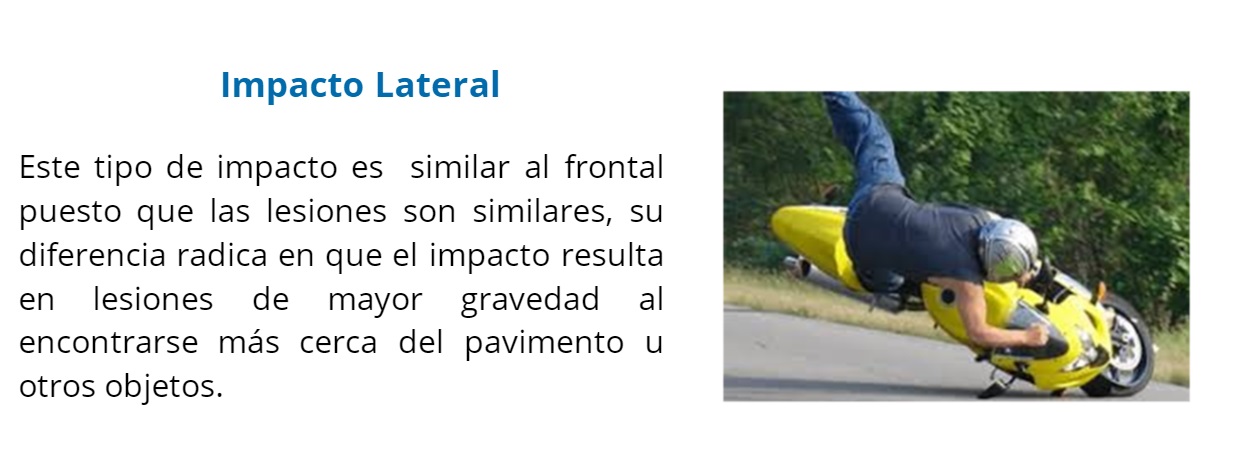 Impacto Lateral
Este tipo de impacto es similar al frontal
puesto que las lesiones son similares, su
diferencia radica en que el impacto resulta
en lesiones de mayor gravedad al
encontrarse más cerca del pavimento u
otros objetos.